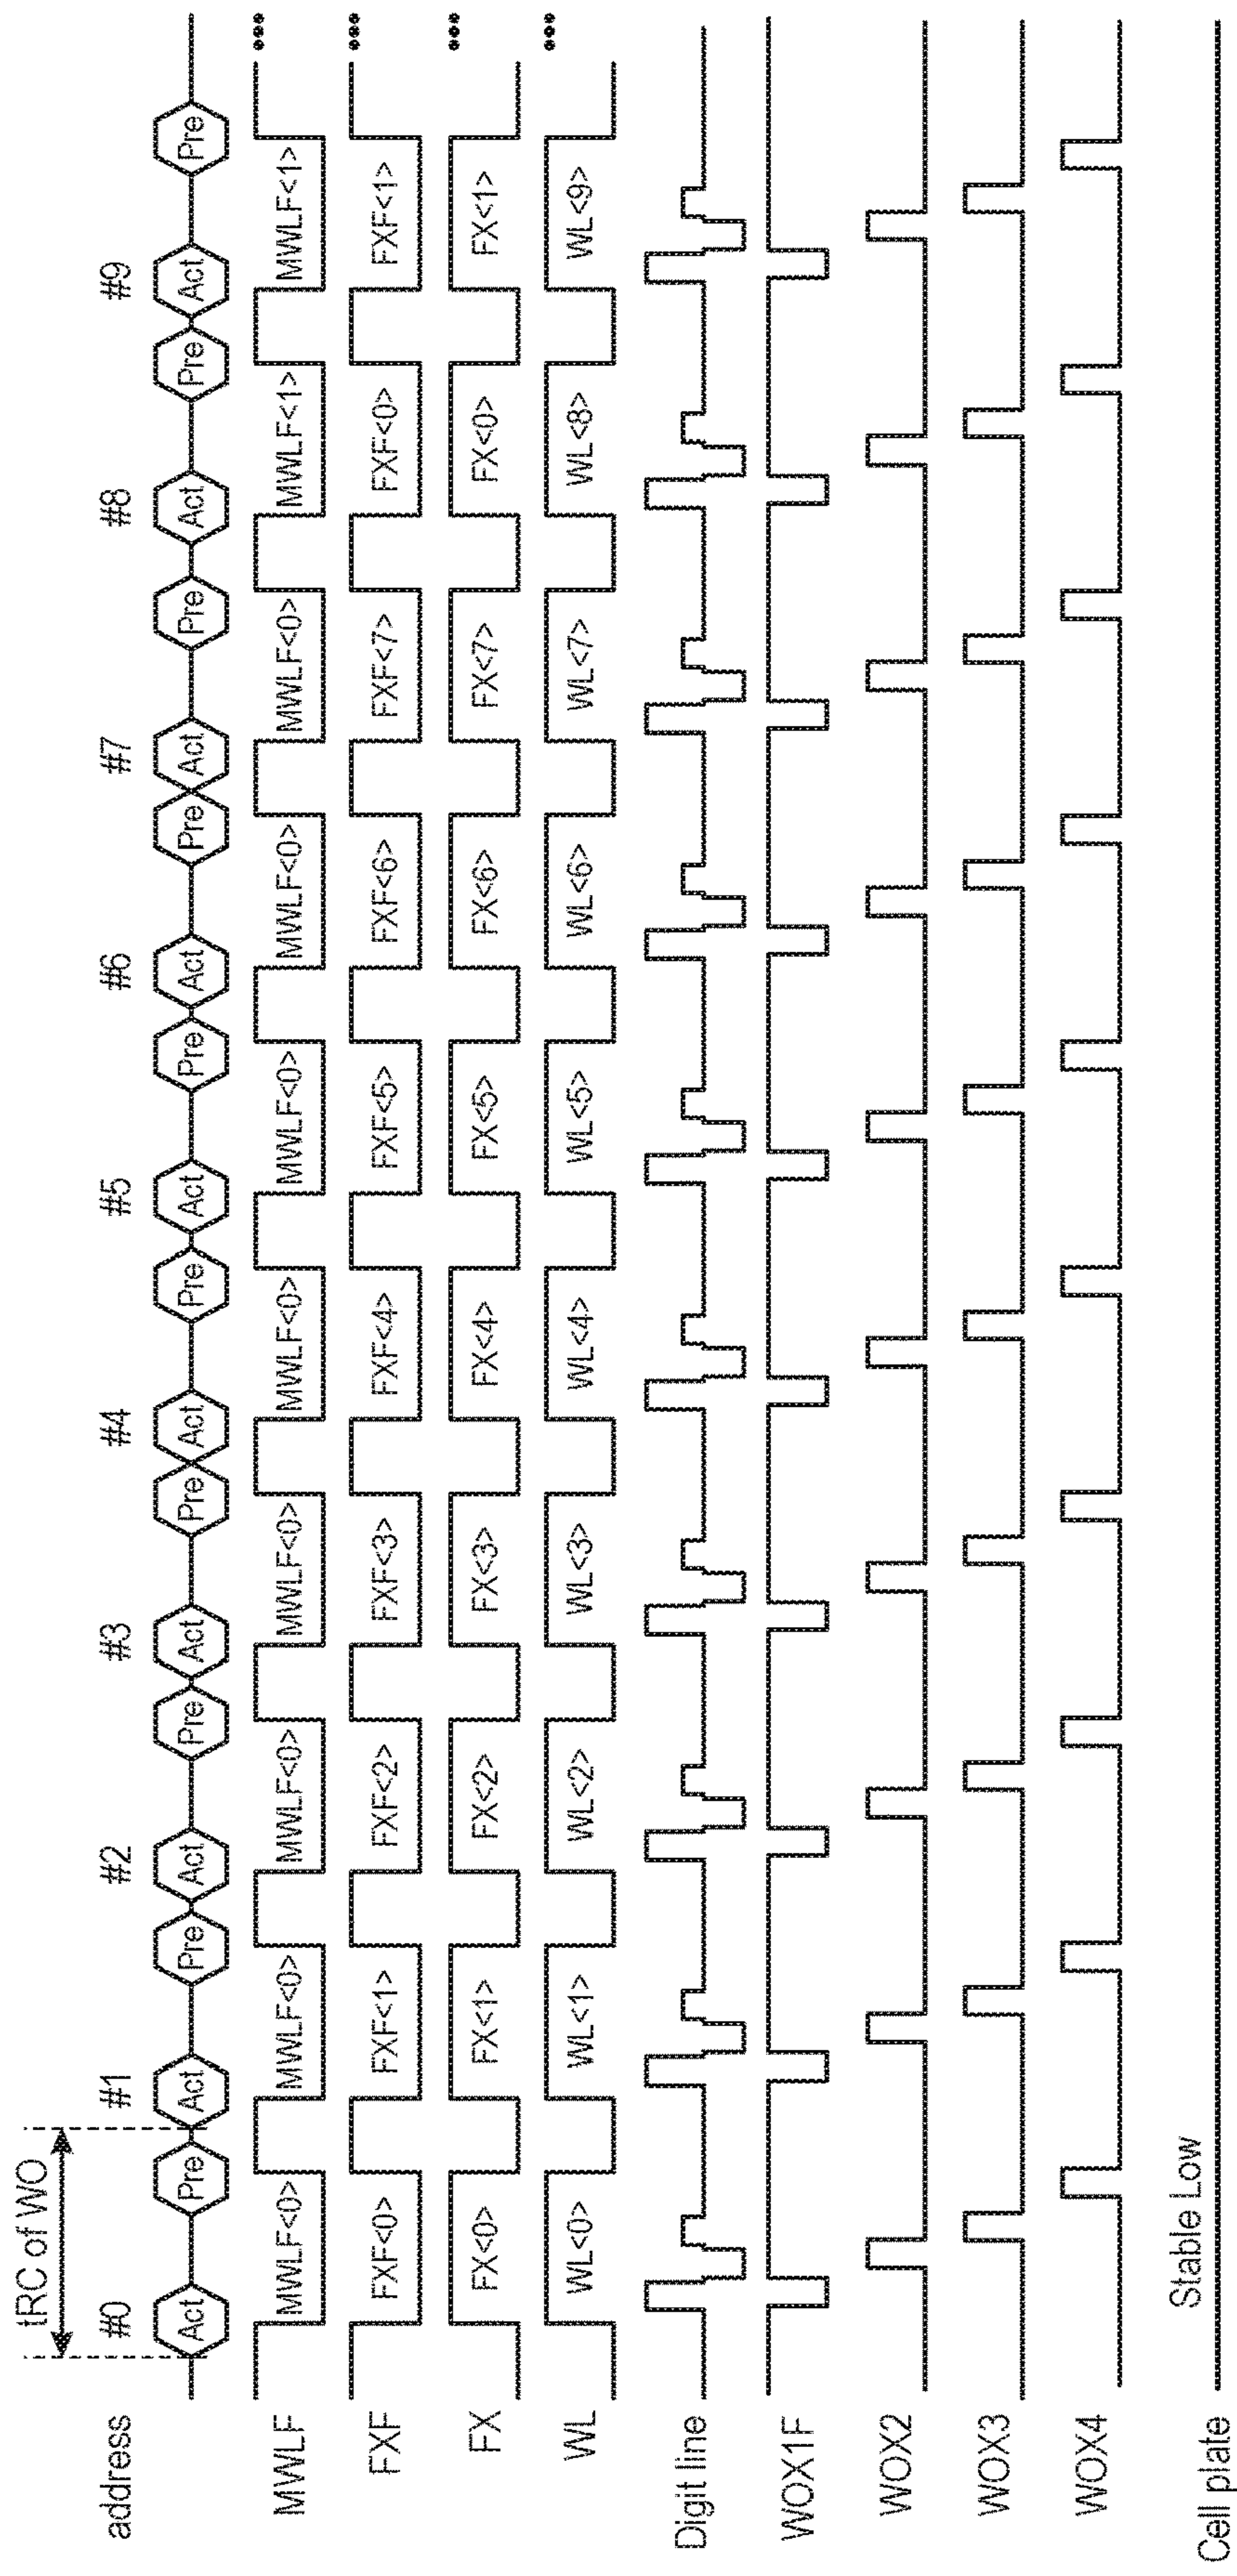 tRC of WO
address #0 #1 #2 #3 #4 #5 #6 #7 #8 #9
Act Pre Act Pre Act Pre Act Pre Act Pre Act Pre Act Pre Act Pre Act Pre Act Pre
MWLF MWLF<0> MWLF<0> MWLF<0> MWLF<0> MWLF<0> MWLF<0> MWLF<0> MWLF<0> MWLF<1> MWLF<1> •••
FXF FXF<0> FXF<1> FXF<2> FXF<3> FXF<4> FXF<5> FXF<6> FXF<7> FXF<0> FXF<1> •••
FX FX<0> FX<1> FX<2> FX<3> FX<4> FX<5> FX<6> FX<7> FX<0> FX<1> •••
WL WL<0> WL<1> WL<2> WL<3> WL<4> WL<5> WL<6> WL<7> WL<8> WL<9> •••
Digit line
WOX1F
WOX2
WOX3
WOX4
Stable Low
Cell plate